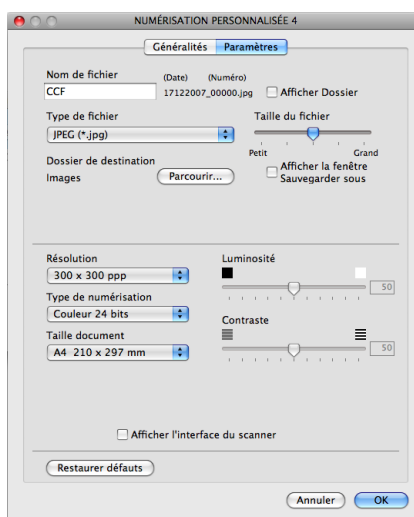 NUMÉRISATION PERSONNALISÉE 4
Généralités Paramètres
Nom de fichier (Date) (Numéro)
CCF 17122007_00000.jpg Afficher Dossier
Type de fichier Taille du fichier
JPEG (*.jpg)
Petit Grand
Dossier de destination Afficher la fenêtre
Images Parcourir... Sauvegarder sous
Résolution Luminosité
300 x 300 ppp
50
Type de numérisation
Couleur 24 bits
Contraste
Taille document
A4 210 x 297 mm 50
Afficher l'interface du scanner
Restaurer défauts
Annuler OK